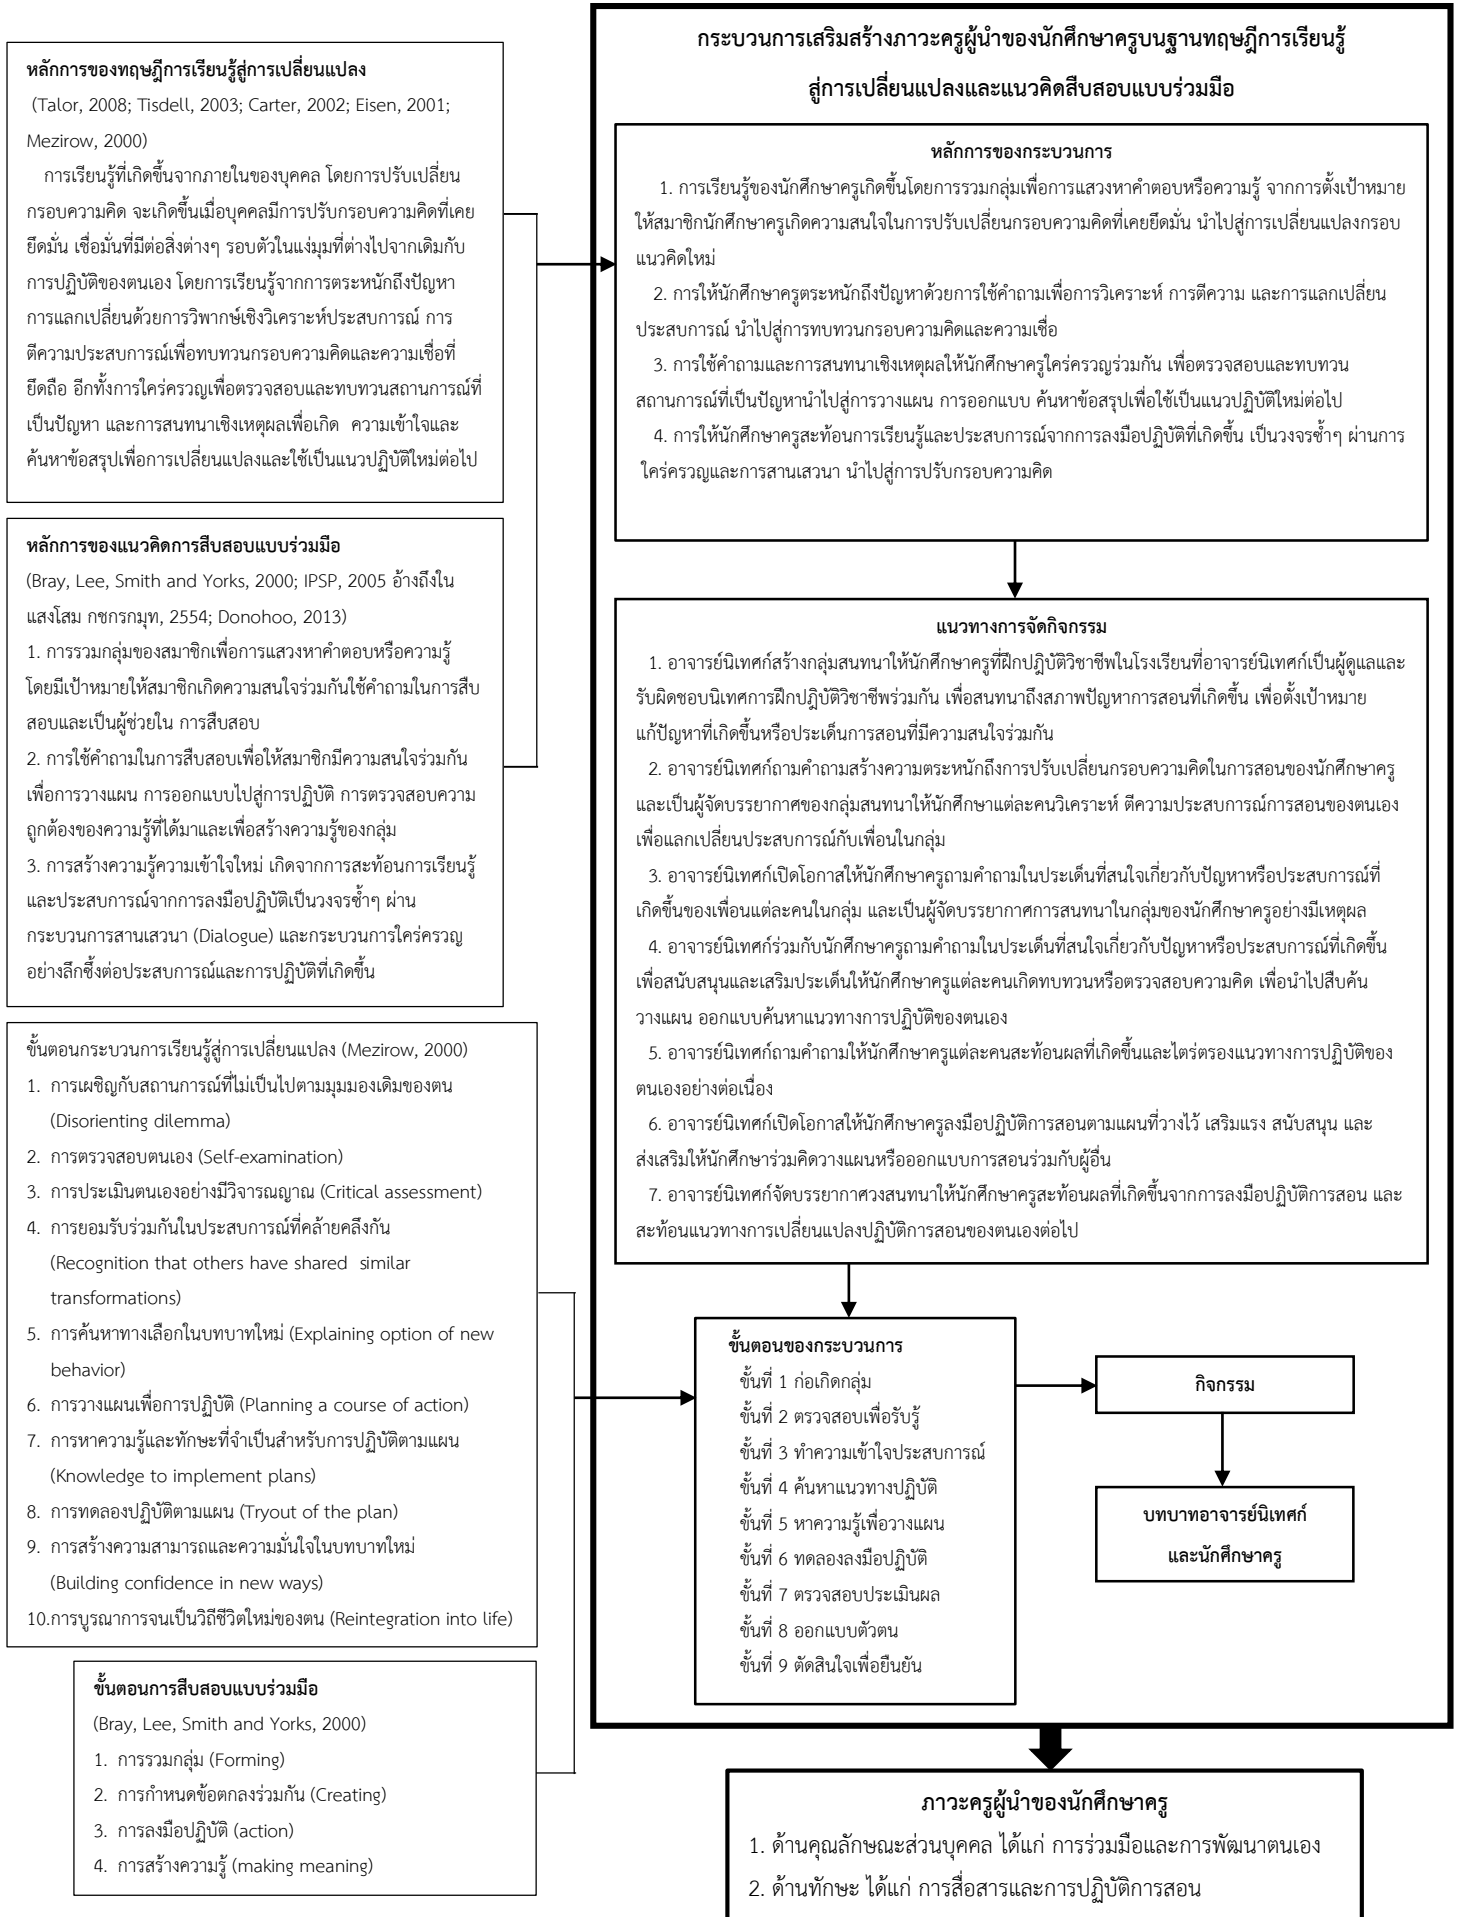 หลักการของทฤษฎีการเรียนรู้สู่การเปลี่ยนแปลง
(Talor, 2008; Tisdell, 2003; Carter, 2002; Eisen, 2001;
Mezirow, 2000)
การเรียนรู้ที่เกิดขึ้นจากภายในของบุคคล โดยการปรับเปลี่ยน
กรอบความคิด จะเกิดขึ้นเมื่อบุคคลมีการปรับกรอบความคิดที่เคย
ยึดมั่น เชื่อมั่นที่มีต่อสิ่งต่างๆ รอบตัวในแง่มุมที่ต่างไปจากเดิมกับ
การปฏิบัติของตนเอง โดยการเรียนรู้จากการตระหนักถึงปัญหา
การแลกเปลี่ยนด้วยการวิพากษ์เชิงวิเคราะห์ประสบการณ์ การ
ตีความประสบการณ์เพื่อทบทวนกรอบความคิดและความเชื่อที่
ยึดถือ อีกทั้งการใคร่ครวญเพื่อตรวจสอบและทบทวนสถานการณ์ที่
เป็นปัญหา และการสนทนาเชิงเหตุผลเพื่อเกิด ความเข้าใจและ
ค้นหาข้อสรุปเพื่อการเปลี่ยนแปลงและใช้เป็นแนวปฏิบัติใหม่ต่อไป
หลักการของแนวคิดการสืบสอบแบบร่วมมือ
(Bray, Lee, Smith and Yorks, 2000; IPSP, 2005 อ้างถึงใน
แสงโสม กชกรกมุท, 2554; Donohoo, 2013)
1. การรวมกลุ่มของสมาชิกเพื่อการแสวงหาคำตอบหรือความรู้
โดยมีเป้าหมายให้สมาชิกเกิดความสนใจร่วมกันใช้คำถามในการสืบ
สอบและเป็นผู้ช่วยใน การสืบสอบ
2. การใช้คำถามในการสืบสอบเพื่อให้สมาชิกมีความสนใจร่วมกัน
เพื่อการวางแผน การออกแบบไปสู่การปฏิบัติ การตรวจสอบความ
ถูกต้องของความรู้ที่ได้มาและเพื่อสร้างความรู้ของกลุ่ม
3. การสร้างความรู้ความเข้าใจใหม่ เกิดจากการสะท้อนการเรียนรู้
และประสบการณ์จากการลงมือปฏิบัติเป็นวงจรซ้ำๆ ผ่าน
กระบวนการสานเสวนา (Dialogue) และกระบวนการใคร่ครวญ
อย่างลึกซึ้งต่อประสบการณ์และการปฏิบัติที่เกิดขึ้น
ขั้นตอนกระบวนการเรียนรู้สู่การเปลี่ยนแปลง (Mezirow, 2000)
1. การเผชิญกับสถานการณ์ที่ไม่เป็นไปตามมุมมองเดิมของตน
(Disorienting dilemma)
2. การตรวจสอบตนเอง (Self-examination)
3. การประเมินตนเองอย่างมีวิจารณญาณ (Critical assessment)
4. การยอมรับร่วมกันในประสบการณ์ที่คล้ายคลึงกัน
(Recognition that others have shared similar
transformations)
5. การค้นหาทางเลือกในบทบาทใหม่ (Explaining option of new
behavior)
6. การวางแผนเพื่อการปฏิบัติ (Planning a course of action)
7. การหาความรู้และทักษะที่จำเป็นสำหรับการปฏิบัติตามแผน
(Knowledge to implement plans)
8. การทดลองปฏิบัติตามแผน (Tryout of the plan)
9. การสร้างความสามารถและความมั่นใจในบทบาทใหม่
(Building confidence in new ways)
10.การบูรณาการจนเป็นวิถีชีวิตใหม่ของตน (Reintegration into life)
ขั้นตอนการสืบสอบแบบร่วมมือ
(Bray, Lee, Smith and Yorks, 2000)
1. การรวมกลุ่ม (Forming)
2. การกำหนดข้อตกลงร่วมกัน (Creating)
3. การลงมือปฏิบัติ (action)
4. การสร้างความรู้ (making meaning)
กระบวนการเสริมสร้างภาวะครูผู้นำของนักศึกษาครูบนฐานทฤษฎีการเรียนรู้
สู่การเปลี่ยนแปลงและแนวคิดสืบสอบแบบร่วมมือ
หลักการของกระบวนการ
1. การเรียนรู้ของนักศึกษาครูเกิดขึ้นโดยการรวมกลุ่มเพื่อการแสวงหาคำตอบหรือความรู้ จากการตั้งเป้าหมาย
ให้สมาชิกนักศึกษาครูเกิดความสนใจในการปรับเปลี่ยนกรอบความคิดที่เคยยึดมั่น นำไปสู่การเปลี่ยนแปลงกรอบ
แนวคิดใหม่
2. การให้นักศึกษาครูตระหนักถึงปัญหาด้วยการใช้คำถามเพื่อการวิเคราะห์ การตีความ และการแลกเปลี่ยน
ประสบการณ์ นำไปสู่การทบทวนกรอบความคิดและความเชื่อ
3. การใช้คำถามและการสนทนาเชิงเหตุผลให้นักศึกษาครูใคร่ครวญร่วมกัน เพื่อตรวจสอบและทบทวน
สถานการณ์ที่เป็นปัญหานำไปสู่การวางแผน การออกแบบ ค้นหาข้อสรุปเพื่อใช้เป็นแนวปฏิบัติใหม่ต่อไป
4. การให้นักศึกษาครูสะท้อนการเรียนรู้และประสบการณ์จากการลงมือปฏิบัติที่เกิดขึ้น เป็นวงจรซ้ำๆ ผ่านการ
ใคร่ครวญและการสานเสวนา นำไปสู่การปรับกรอบความคิด
แนวทางการจัดกิจกรรม
1. อาจารย์นิเทศก์สร้างกลุ่มสนทนาให้นักศึกษาครูที่ฝึกปฏิบัติวิชาชีพในโรงเรียนที่อาจารย์นิเทศก์เป็นผู้ดูแลและ
รับผิดชอบนิเทศการฝึกปฏิบัติวิชาชีพร่วมกัน เพื่อสนทนาถึงสภาพปัญหาการสอนที่เกิดขึ้น เพื่อตั้งเป้าหมาย
แก้ปัญหาที่เกิดขึ้นหรือประเด็นการสอนที่มีความสนใจร่วมกัน
2. อาจารย์นิเทศก์ถามคำถามสร้างความตระหนักถึงการปรับเปลี่ยนกรอบความคิดในการสอนของนักศึกษาครู
และเป็นผู้จัดบรรยากาศของกลุ่มสนทนาให้นักศึกษาแต่ละคนวิเคราะห์ ตีความประสบการณ์การสอนของตนเอง
เพื่อแลกเปลี่ยนประสบการณ์กับเพื่อนในกลุ่ม
3. อาจารย์นิเทศก์เปิดโอกาสให้นักศึกษาครูถามคำถามในประเด็นที่สนใจเกี่ยวกับปัญหาหรือประสบการณ์ที่
เกิดขึ้นของเพื่อนแต่ละคนในกลุ่ม และเป็นผู้จัดบรรยากาศการสนทนาในกลุ่มของนักศึกษาครูอย่างมีเหตุผล
4. อาจารย์นิเทศก์ร่วมกับนักศึกษาครูถามคำถามในประเด็นที่สนใจเกี่ยวกับปัญหาหรือประสบการณ์ที่เกิดขึ้น
เพื่อสนับสนุนและเสริมประเด็นให้นักศึกษาครูแต่ละคนเกิดทบทวนหรือตรวจสอบความคิด เพื่อนำไปสืบค้น
วางแผน ออกแบบค้นหาแนวทางการปฏิบัติของตนเอง
5. อาจารย์นิเทศก์ถามคำถามให้นักศึกษาครูแต่ละคนสะท้อนผลที่เกิดขึ้นและไตร่ตรองแนวทางการปฏิบัติของ
ตนเองอย่างต่อเนื่อง
6. อาจารย์นิเทศก์เปิดโอกาสให้นักศึกษาครูลงมือปฏิบัติการสอนตามแผนที่วางไว้ เสริมแรง สนับสนุน และ
ส่งเสริมให้นักศึกษาร่วมคิดวางแผนหรือออกแบบการสอนร่วมกับผู้อื่น
7. อาจารย์นิเทศก์จัดบรรยากาศวงสนทนาให้นักศึกษาครูสะท้อนผลที่เกิดขึ้นจากการลงมือปฏิบัติการสอน และ
สะท้อนแนวทางการเปลี่ยนแปลงปฏิบัติการสอนของตนเองต่อไป
ขั้นตอนของกระบวนการ
ขั้นที่ 1 ก่อเกิดกลุ่ม
ขั้นที่ 2 ตรวจสอบเพื่อรับรู้
ขั้นที่ 3 ทำความเข้าใจประสบการณ์
ขั้นที่ 4 ค้นหาแนวทางปฏิบัติ
ขั้นที่ 5 หาความรู้เพื่อวางแผน
ขั้นที่ 6 ทดลองลงมือปฏิบัติ
ขั้นที่ 7 ตรวจสอบประเมินผล
ขั้นที่ 8 ออกแบบตัวตน
ขั้นที่ 9 ตัดสินใจเพื่อยืนยัน
กิจกรรม
บทบาทอาจารย์นิเทศก์
และนักศึกษาครู
ภาวะครูผู้นำของนักศึกษาครู
1. ด้านคุณลักษณะส่วนบุคคล ได้แก่ การร่วมมือและการพัฒนาตนเอง
2. ด้านทักษะ ได้แก่ การสื่อสารและการปฏิบัติการสอน